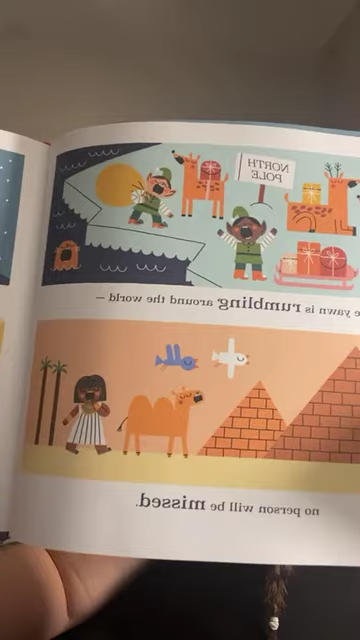 NORTH
POLE
e yawn is rumbling around the world –
no person will be missed.